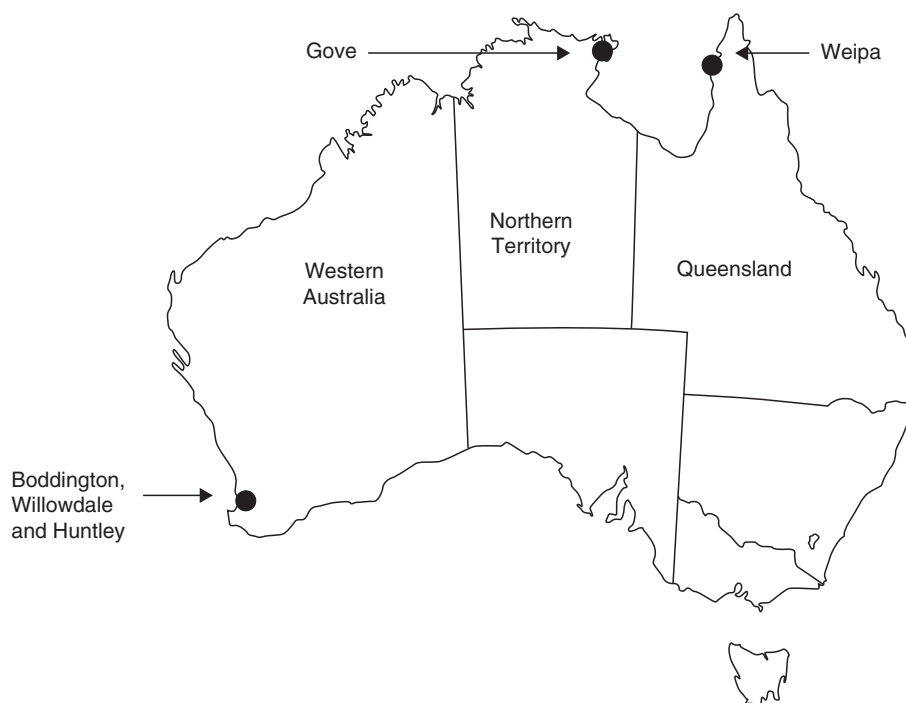 Gove
Weipa
Northern
Territory
Western
Australia
Queensland
Boddington,
Willowdale
and Huntley